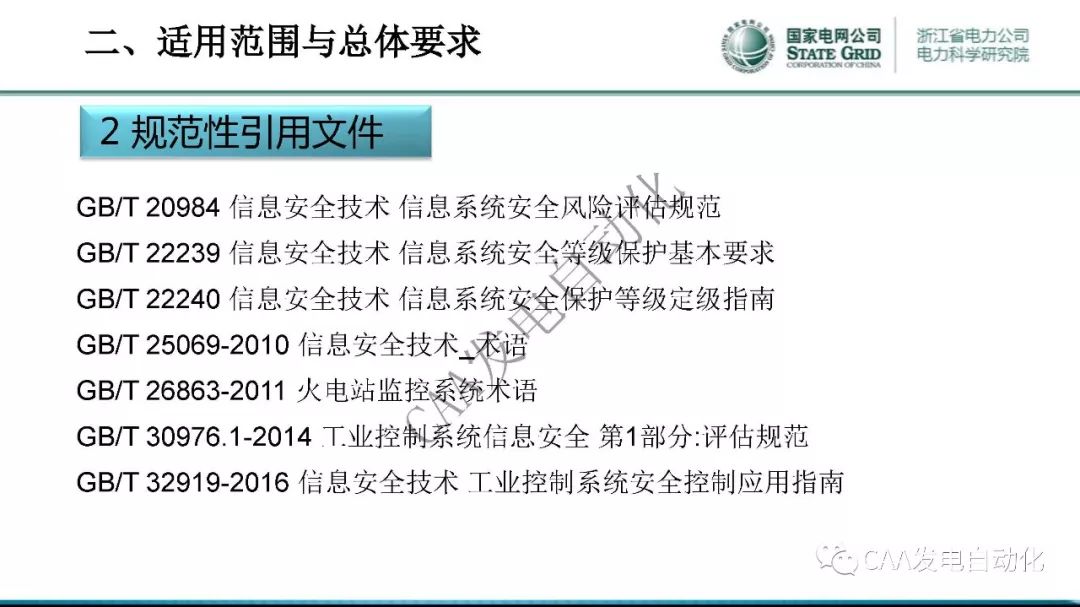 二、适用范围与总体要求
国家电网公司
STATE GRID
CORPORATION OF CHINA
浙江省电力公司
电力科学研究院
2 规范性引用文件
GB/T 20984 信息安全技术 信息系统安全风险评估规范
GB/T 22239 信息安全技术 信息系统安全等级保护基本要求
GB/T 22240 信息安全技术 信息系统安全保护等级定级指南
GB/T 25069-2010 信息安全技术_术语
GB/T 26863-2011 火电站监控系统术语
GB/T 30976.1-2014 工业控制系统信息安全 第1部分:评估规范
GB/T 32919-2016 信息安全技术 工业控制系统安全控制应用指南
CAA发电自动化
CAA发电自动化